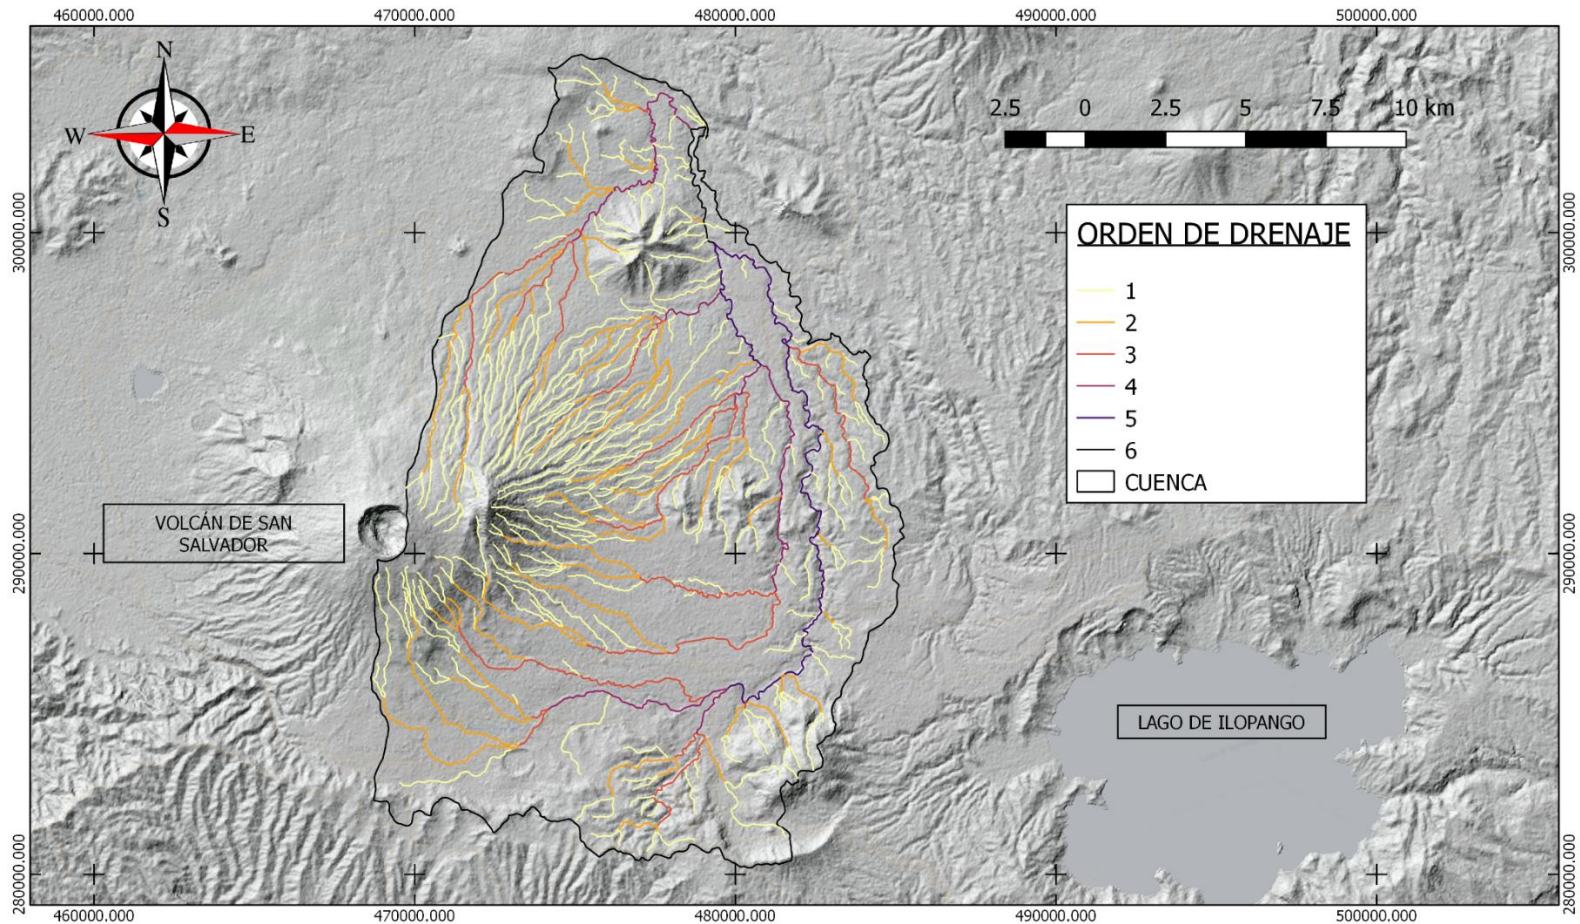 460000.000 470000.000 480000.000 490000.000 500000.000
N
W E
S
2.5 0 2.5 5 7.5 10 km
300000.000 300000.000
ORDEN DE DRENAJE
1
2
3
4
5
6
CUENCA
VOLCÁN DE SAN
SALVADOR
290000.000 290000.000
LAGO DE ILOPANGO
280000.000 280000.000
460000.000 470000.000 480000.000 490000.000 500000.000